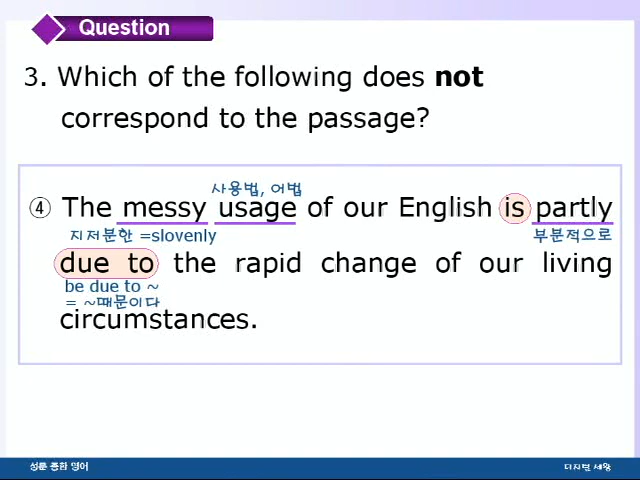 Question
3. Which of the following does not
correspond to the passage?
사용법, 어법
④ The messy usage of our English is partly
지저분한 =slovenly 부분적으로
due to the rapid change of our living
be due to ~
= ~때문이다
circumstances.
성문 종합 영어 디지털 세왕